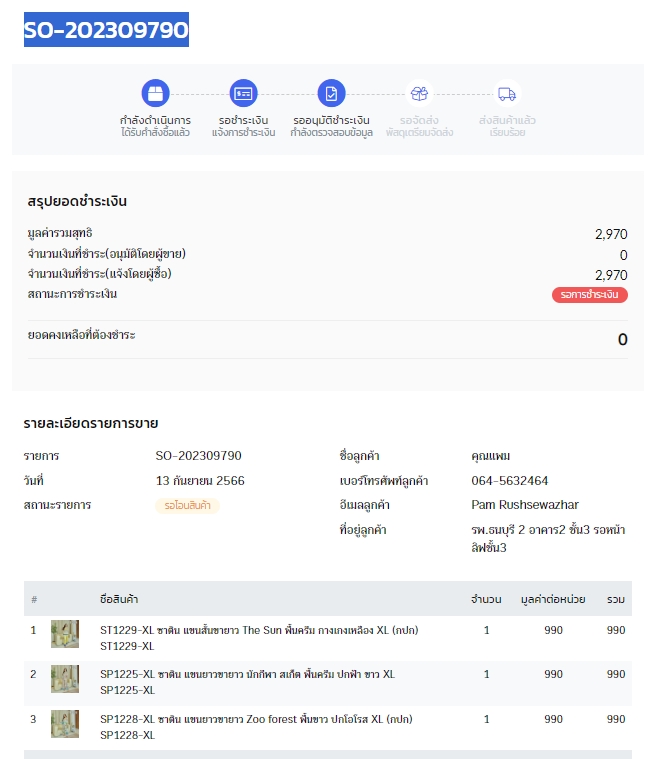 SO-202309790
กำลังดำเนินการ
ได้รับคำสั่งซื้อแล้ว
รอชำระเงิน
แจ้งการชำระเงิน
รออนุมัติชำระเงิน
กำลังตรวจสอบข้อมูล
รอจัดส่ง
พัสดุเตรียมจัดส่ง
ส่งสินค้าแล้ว
เรียบร้อย
สรุปยอดชำระเงิน
มูลค่ารวมสุทธิ 2,970
จำนวนเงินที่ชำระ(อนุมัติโดยผู้ขาย) 0
จำนวนเงินที่ชำระ(แจ้งโดยผู้ซื้อ) 2,970
สถานะการชำระเงิน รอการชำระเงิน
ยอดคงเหลือที่ต้องชำระ 0
รายละเอียดรายการขาย
รายการ SO-202309790 ชื่อลูกค้า คุณแพม
วันที่ 13 กันยายน 2566 เบอร์โทรศัพท์ลูกค้า 064-5632464
สถานะรายการ รอโอนสินค้า อีเมลลูกค้า Pam Rushsewazhar
ที่อยู่ลูกค้า รพ.ธนบุรี 2 อาคาร2 ชั้น3 รอหน้า
ลิฟชั้น3
# ชื่อสินค้า จำนวน มูลค่าต่อหน่วย รวม
1 ST1229-XL ซาติน แขนสั้นขายาว The Sun พื้นครีม กางเกงเหลือง XL (กปก) 1 990 990
ST1229-XL
2 SP1225-XL ซาติน แขนยาวขายาว นักกีฬา สเก็ต พื้นครีม ปกฟ้า ขาว XL 1 990 990
SP1225-XL
3 SP1228-XL ซาติน แขนยาวขายาว Zoo forest พื้นขาว ปกโอโรส XL (กปก) 1 990 990
SP1228-XL